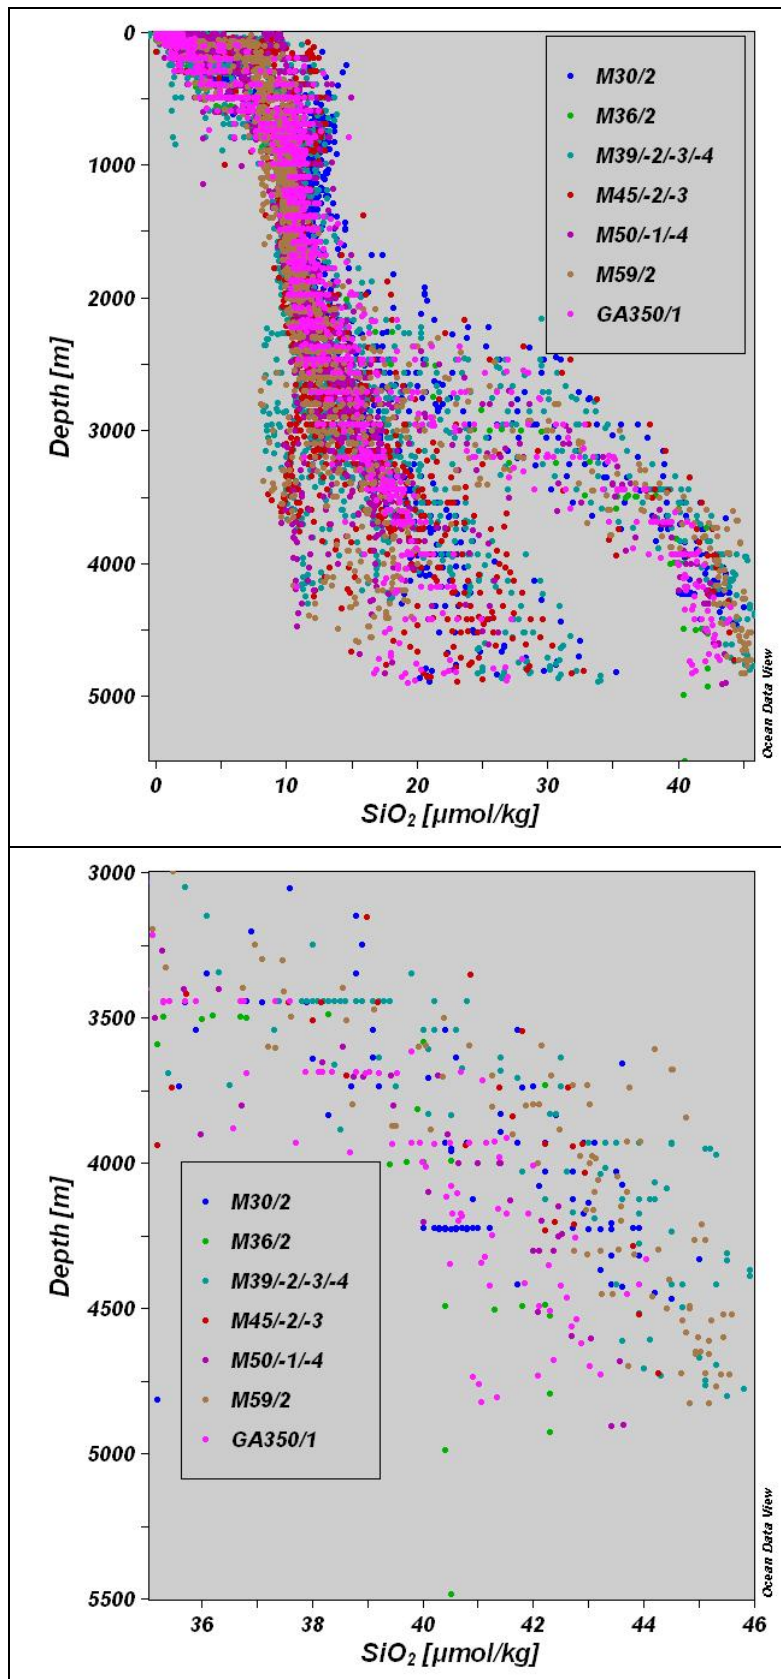 0
1000
2000
3000
4000
5000
Depth [m]
M30/2
M36/2
M39/-2/-3/-4
M45/-2/-3
M50/-1/-4
M59/2
GA350/1
0 10 20 30 40
SiO₂ [µmol/kg]
Ocean Data View
3000
3500
4000
4500
5000
5500
Depth [m]
M30/2
M36/2
M39/-2/-3/-4
M45/-2/-3
M50/-1/-4
M59/2
GA350/1
36 38 40 42 44 46
SiO₂ [µmol/kg]
Ocean Data View